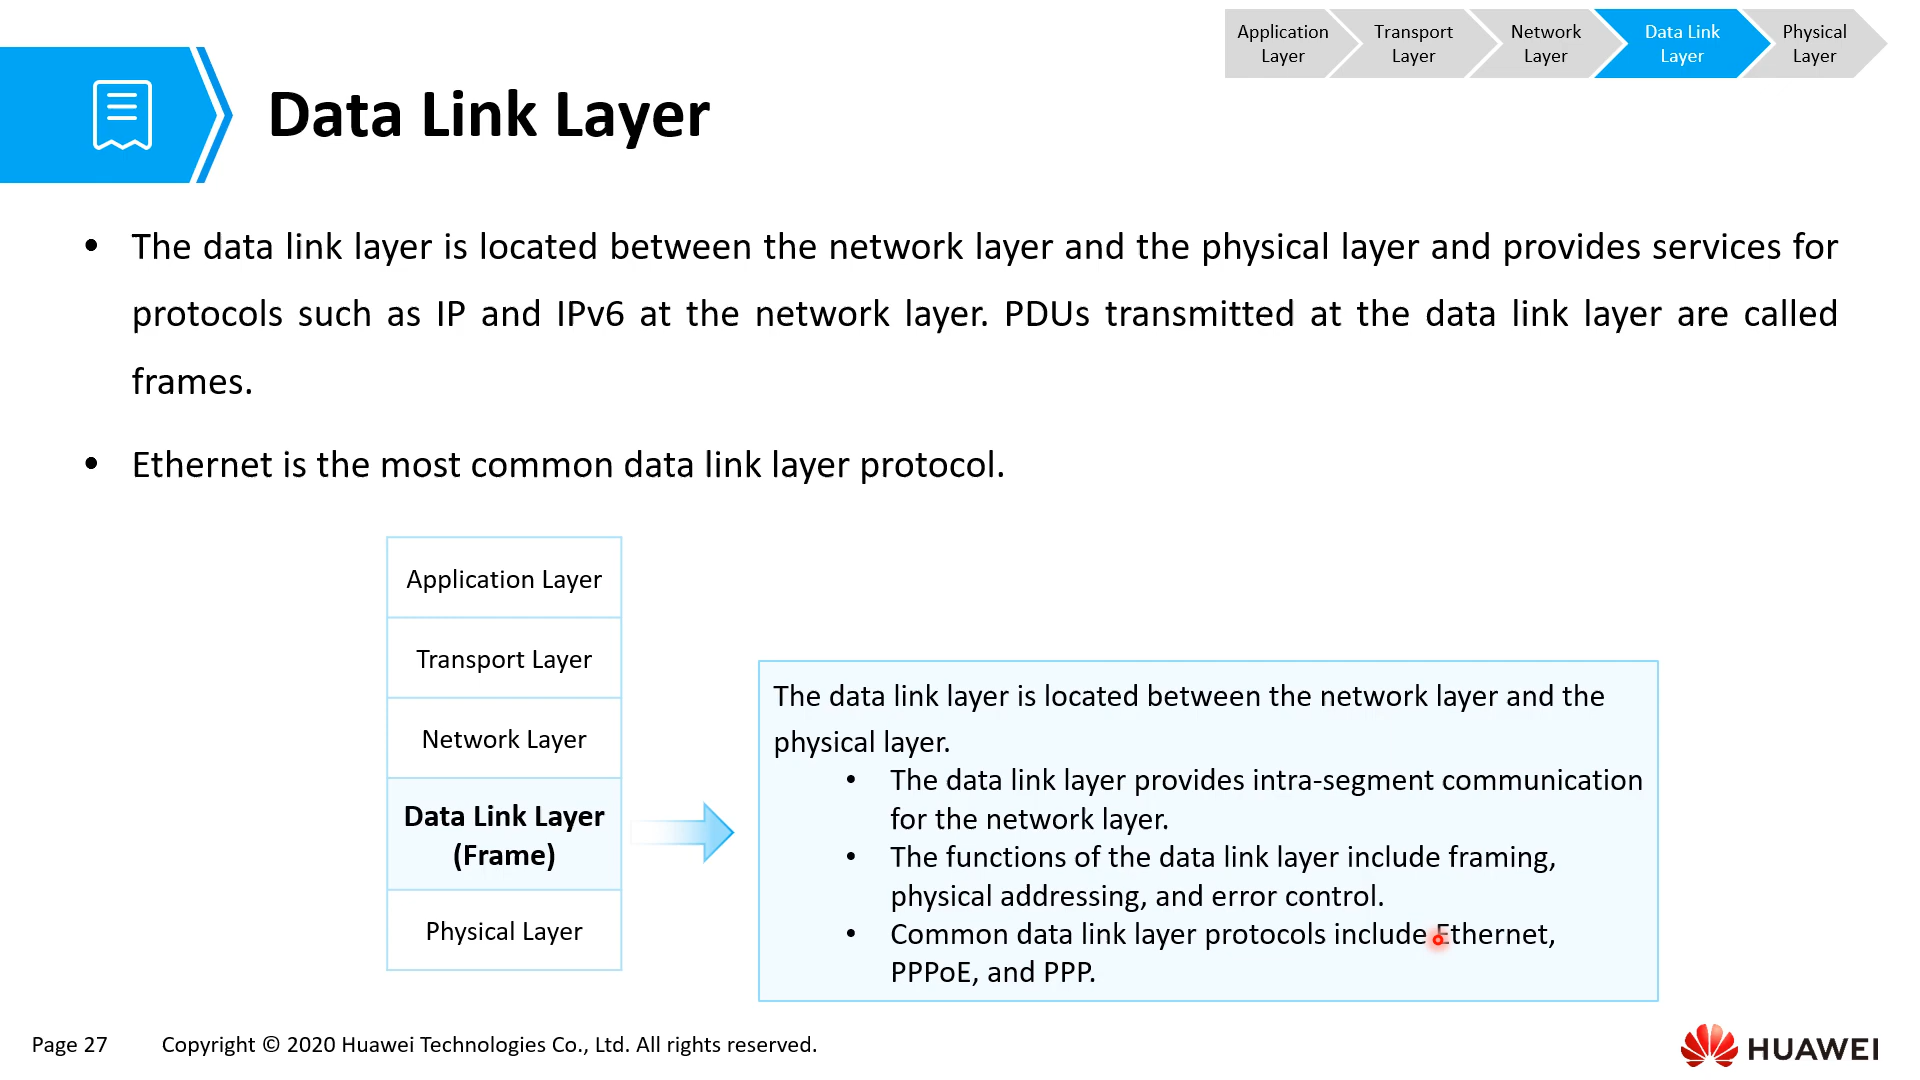 Application
Layer
Transport
Layer
Network
Layer
Data Link
Layer
Physical
Layer
Data Link Layer
• The data link layer is located between the network layer and the physical layer and provides services for
protocols such as IP and IPv6 at the network layer. PDUs transmitted at the data link layer are called
frames.
• Ethernet is the most common data link layer protocol.
Application Layer
Transport Layer
Network Layer
Data Link Layer
(Frame)
Physical Layer
The data link layer is located between the network layer and the
physical layer.
• The data link layer provides intra-segment communication
for the network layer.
• The functions of the data link layer include framing,
physical addressing, and error control.
• Common data link layer protocols include Ethernet,
PPPoE, and PPP.
Page 27
Copyright © 2020 Huawei Technologies Co., Ltd. All rights reserved.
HUAWEI